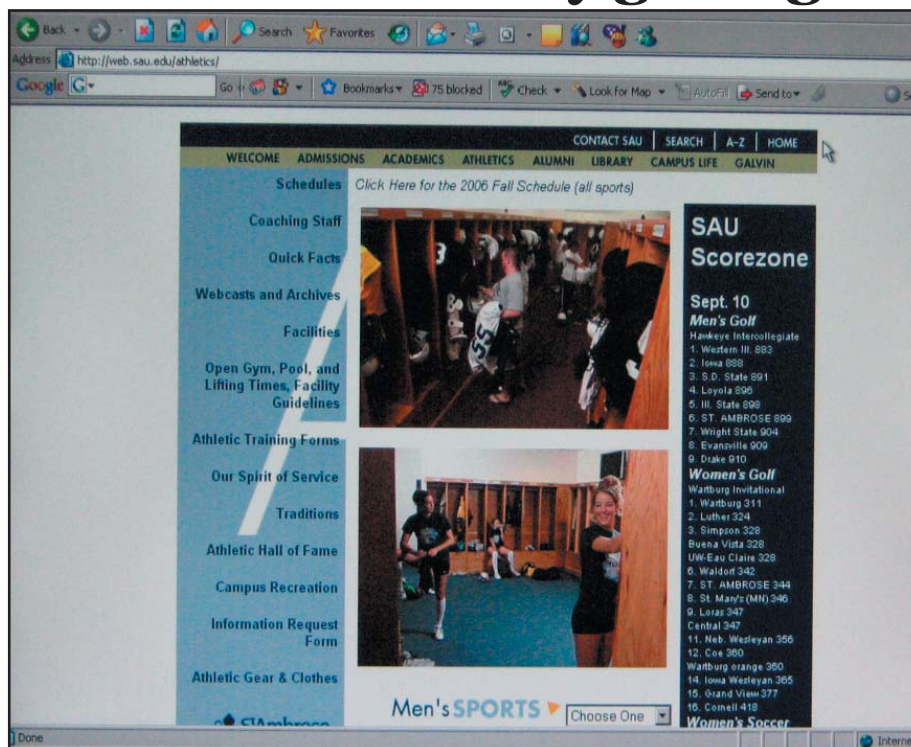 Back
Search
Favorites
Address
http://web.sau.edu/athletics/
Google
G
Go
Bookmarks
75 blocked
ABC
Check
Look for Map
AutoFill
Send to
CONTACT SAU
SEARCH
A-Z
HOME
WELCOME
ADMISSIONS
ACADEMICS
ATHLETICS
ALUMNI
LIBRARY
CAMPUS LIFE
GALVIN
Schedules
Coaching Staff
Quick Facts
Webcasts and Archives
Facilities
Open Gym, Pool, and
Lifting Times, Facility
Guidelines
Athletic Training Forms
Our Spirit of Service
Traditions
Athletic Hall of Fame
Campus Recreation
Information Request
Form
Athletic Gear & Clothes
StAmbrose
Click Here for the 2006 Fall Schedule (all sports)
3
55
Men's SPORTS
Choose One
SAU
Scorezone
Sept. 10
Men's Golf
Hawkeye Intercollegiate
1. Western Ill. 883
2. Iowa 888
3. S.D. State 891
4. Loyola 896
5. Ill. State 898
6. ST. AMBROSE 899
7. Wright State 904
8. Evansville 909
9. Drake 910
Women's Golf
Wartburg Invitational
1. Wartburg 311
2. Luther 324
3. Simpson 328
Buena Vista 328
UW-Eau Claire 328
6. Waldorf 342
7. ST. AMBROSE 344
8. St. Mary's (MN) 346
9. Loras 347
Central 347
11. Neb. Wesleyan 356
12. Coe 360
Wartburg orange 360
14. Iowa Wesleyan 365
15. Grand View 377
16. Cornell 418
Women's Soccer
Done
Interne